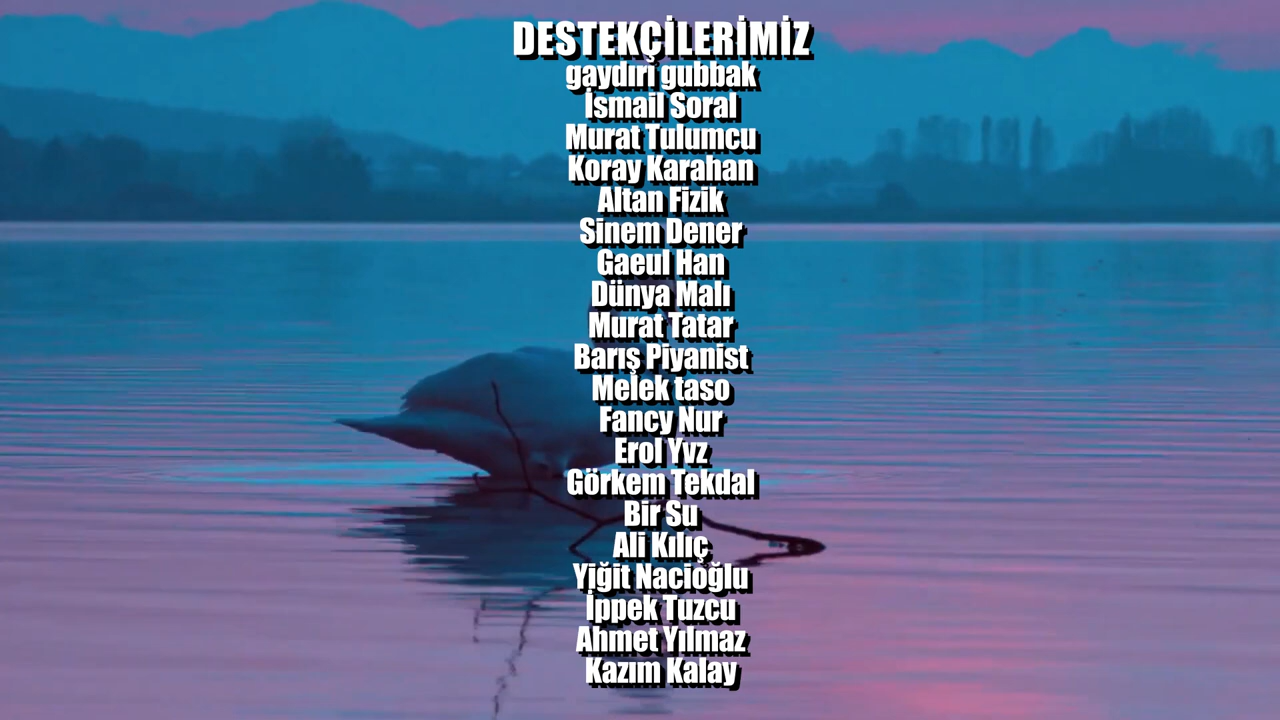 DESTEKÇİLERİMİZ
gaydıri gubbak
İsmail Soral
Murat Tulumcu
Koray Karahan
Altan Fizik
Sinem Dener
Gaeul Han
Dünya Malı
Murat Tatar
Barış Piyanist
Melek taso
Fancy Nur
Erol Yvz
Görkem Tekdal
Bir Su
Ali Kılıç
Yiğit Nacioğlu
İppek Tuzcu
Ahmet Yılmaz
Kazım Kalay